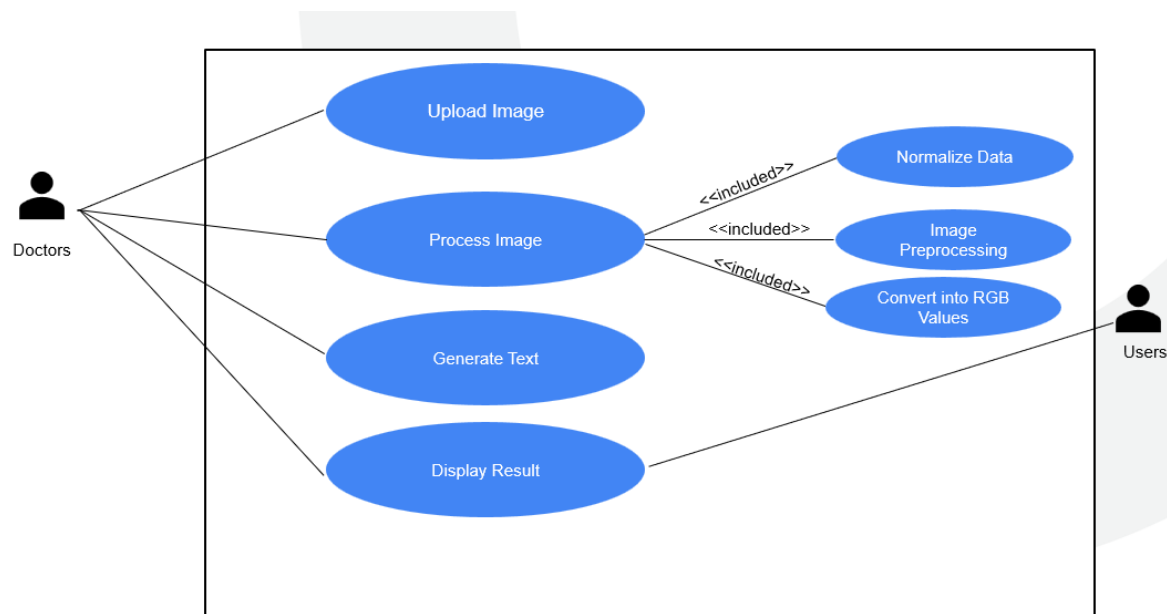 Upload Image
Normalize Data
<<included>>
Doctors
Process Image
<<included>>
Image
Preprocessing
<<included>>
Convert into RGB
Values
Users
Generate Text
Display Result